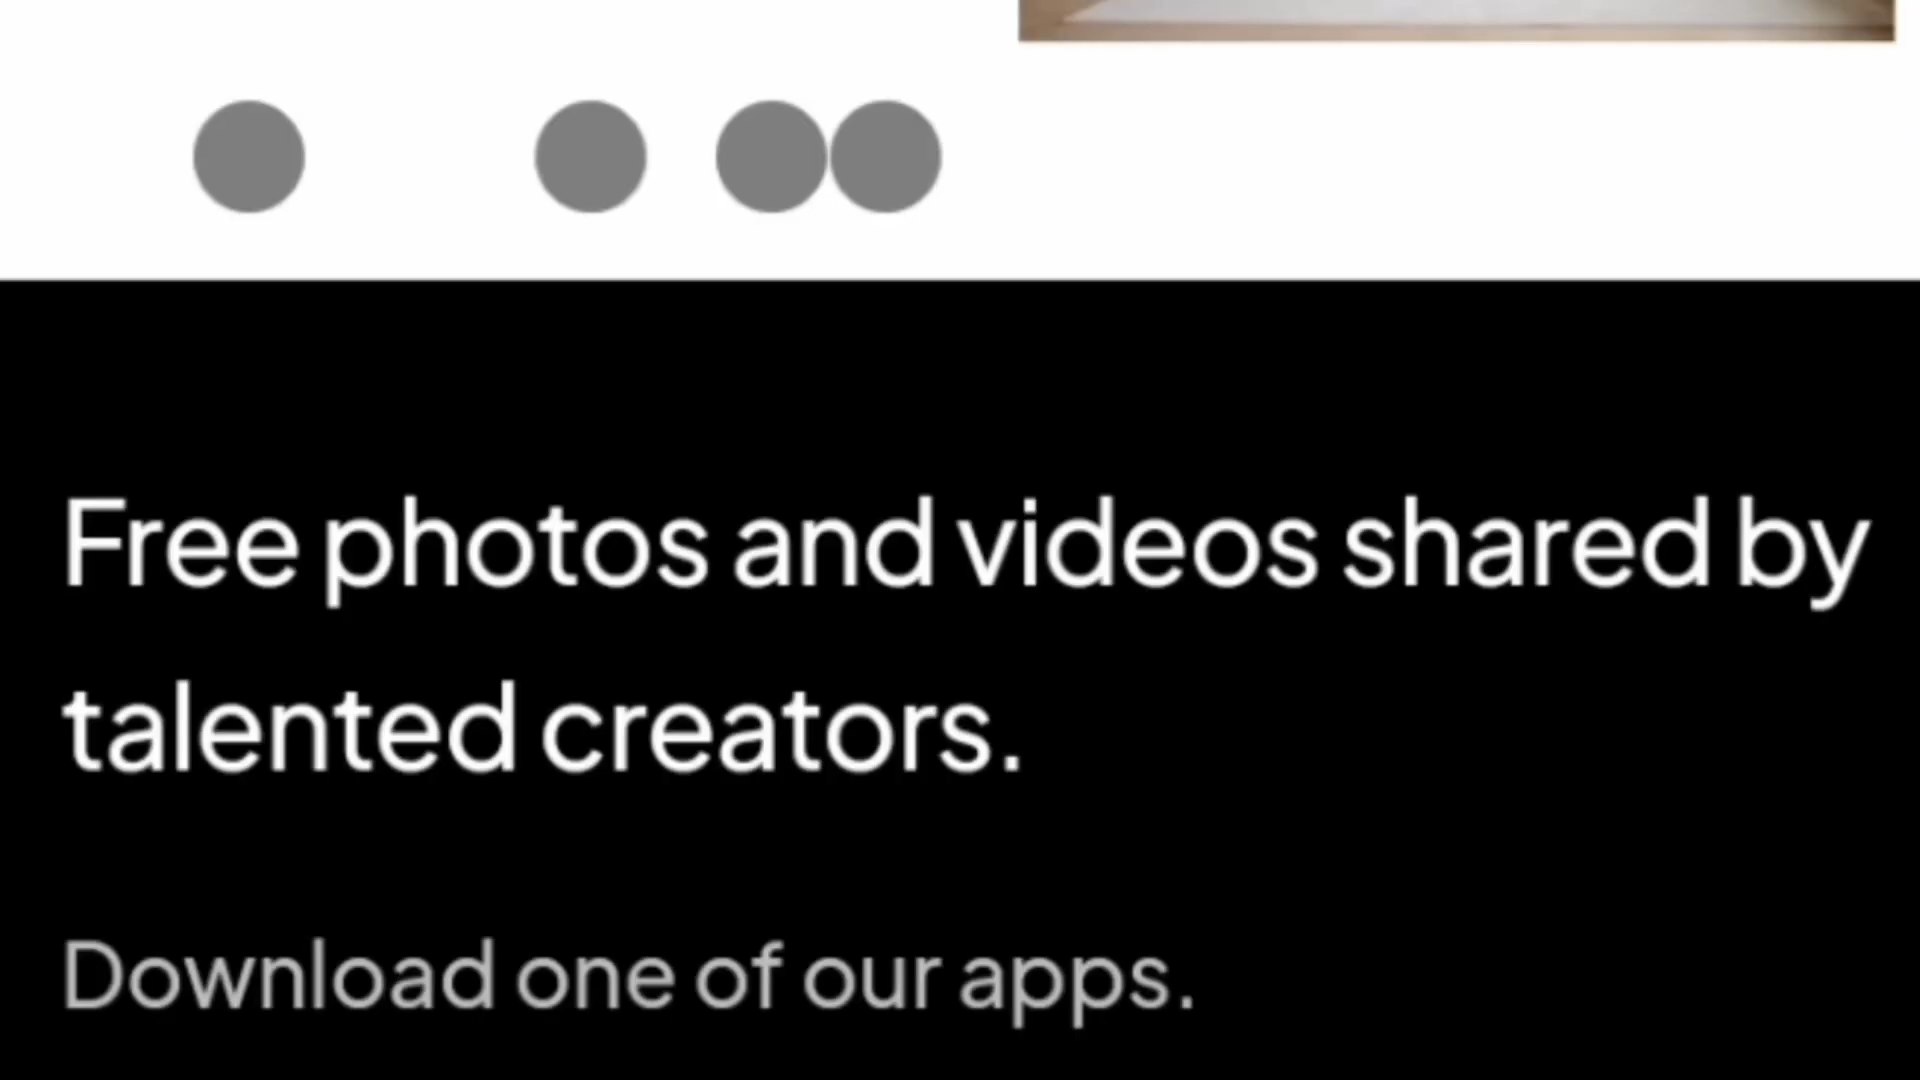 Free photos and videos shared by
talented creators.
Download one of our apps.